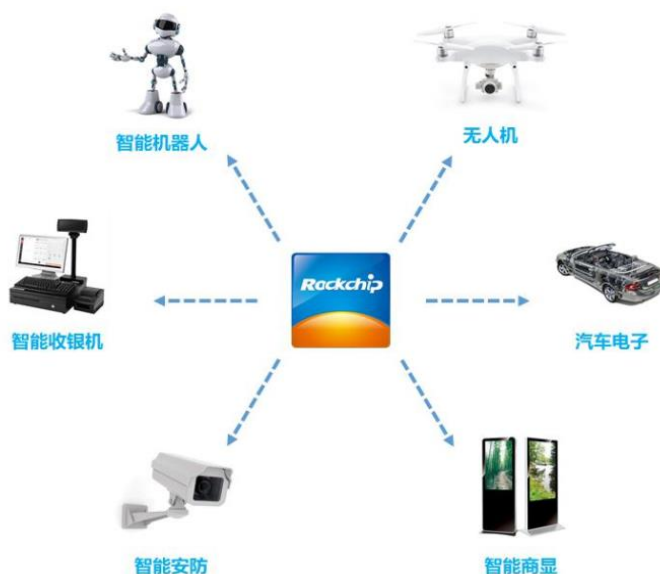 智能机器人
无人机
Rockchip
智能收银机
汽车电子
智能安防
智能商显